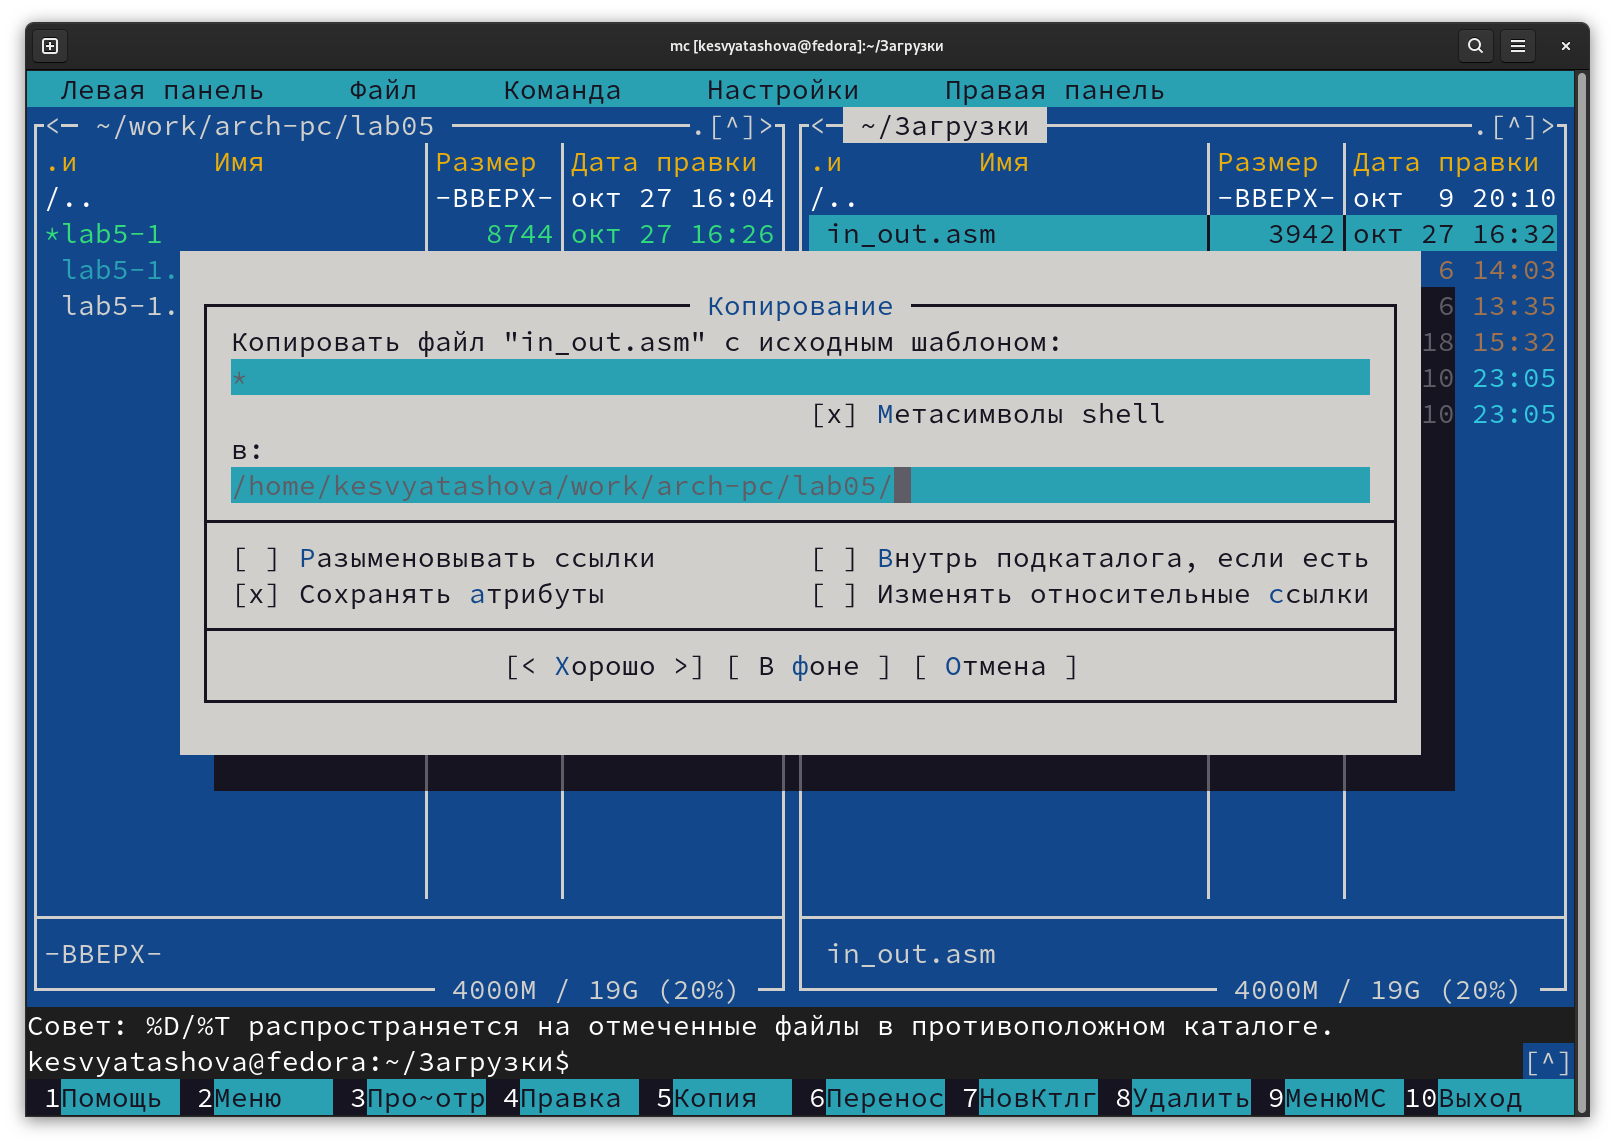 mc [kesvyatashova@fedora]:~/Загрузки
Левая панель Файл Команда Настройки Правая панель
<─ ~/work/arch-pc/lab05 ─.[^]> <─ ~/Загрузки ─.[^]>
.и Имя Размер Дата правки .и Имя Размер Дата правки
/.. -ВВЕРХ- окт 27 16:04 /.. -ВВЕРХ- окт 9 20:10
*lab5-1 8744 окт 27 16:26 in_out.asm 3942 окт 27 16:32
lab5-1. 6 14:03
Копирование
lab5-1. 6 13:35
Копировать файл "in_out.asm" с исходным шаблоном: 18 15:32
* 10 23:05
[x] Метасимволы shell 10 23:05
в:
/home/kesvyatashova/work/arch-pc/lab05/
[ ] Разыменовывать ссылки [ ] Внутрь подкаталога, если есть
[x] Сохранять атрибуты [ ] Изменять относительные ссылки
[< Хорошо >] [ В фоне ] [ Отмена ]
-ВВЕРХ- in_out.asm
4000M / 19G (20%) 4000M / 19G (20%)
Совет: %D/%T распространяется на отмеченные файлы в противоположном каталоге.
kesvyatashova@fedora:~/Загрузки$ [^]
1Помощь 2Меню 3Про~отр 4Правка 5Копия 6Перенос 7НовКтлг 8Удалить 9МенюМС 10Выход